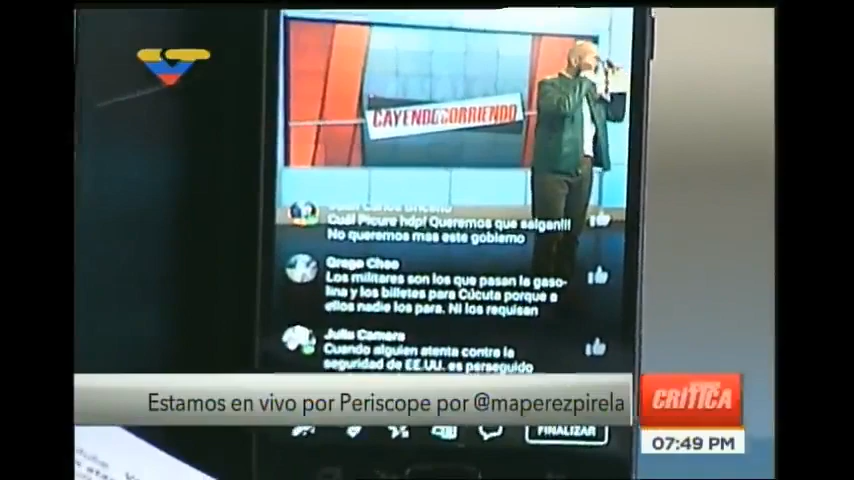 CAYENDO CORRIENDO
Cuál Picure hdp! Queremos que salgan!!!
No queremos mas este gobierno
Grego Cheo
Los militares son los que pasan la gaso-
lina y los billetes para Cúcuta porque a
ellos nadie los para. Ni los requisan
Julio Camara
Cuando alguien atenta contra la
seguridad de EE.UU. es perseguido
Estamos en vivo por Periscope por @maperezpirela
CRÍTICA
FINALIZAR
07:49 PM